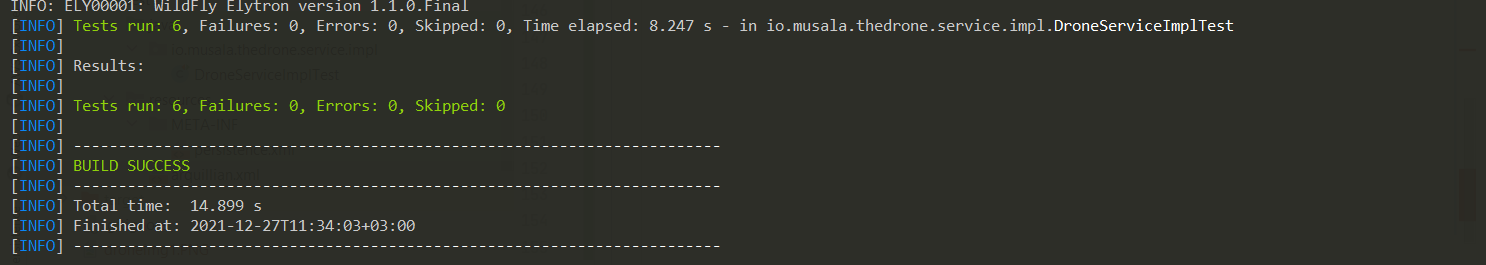 INFO: ELY00001: WildFly Elytron version 1.1.0.Final
[INFO] Tests run: 6, Failures: 0, Errors: 0, Skipped: 0, Time elapsed: 8.247 s - in io.musala.thedrone.service.impl.DroneServiceImplTest
[INFO]
[INFO] Results:
[INFO]
[INFO] Tests run: 6, Failures: 0, Errors: 0, Skipped: 0
[INFO]
[INFO] ------------------------------------------------------------------------
[INFO] BUILD SUCCESS
[INFO] ------------------------------------------------------------------------
[INFO] Total time:  14.899 s
[INFO] Finished at: 2021-12-27T11:34:03+03:00
[INFO] ------------------------------------------------------------------------